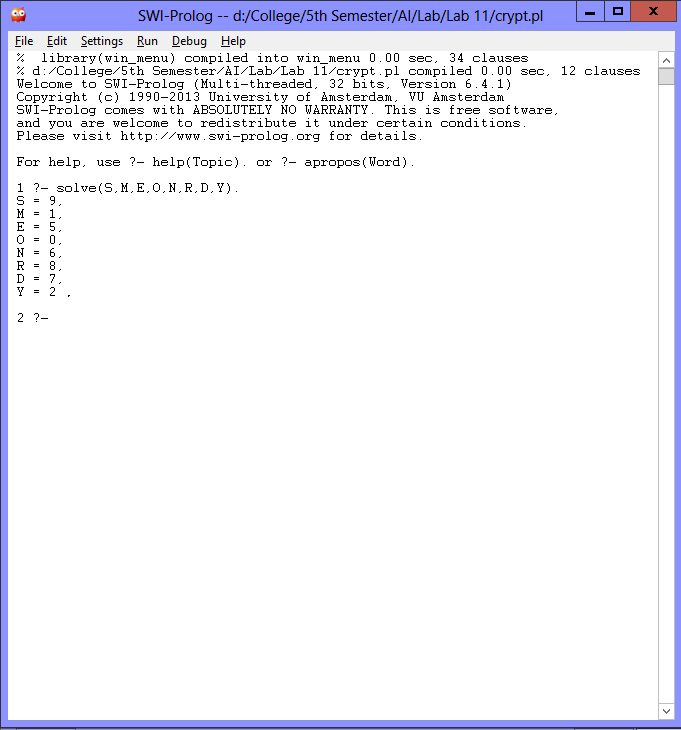 SWI-Prolog -- d:/College/5th Semester/AI/Lab/Lab 11/crypt.pl
File Edit Settings Run Debug Help
%  library(win_menu) compiled into win_menu 0.00 sec, 34 clauses
% d:/College/5th Semester/AI/Lab/Lab 11/crypt.pl compiled 0.00 sec, 12 clauses
Welcome to SWI-Prolog (Multi-threaded, 32 bits, Version 6.4.1)
Copyright (c) 1990-2013 University of Amsterdam, VU Amsterdam
SWI-Prolog comes with ABSOLUTELY NO WARRANTY. This is free software,
and you are welcome to redistribute it under certain conditions.
Please visit http://www.swi-prolog.org for details.
For help, use ?- help(Topic). or ?- apropos(Word).
1 ?- solve(S,M,E,O,N,R,D,Y).
S = 9,
M = 1,
E = 5,
O = 0,
N = 6,
R = 8,
D = 7,
Y = 2 ,
2 ?-